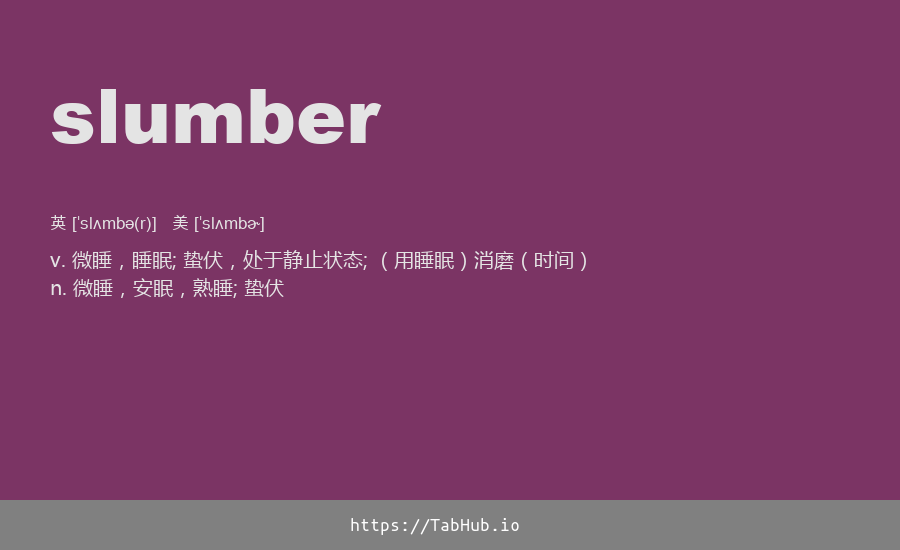 slumber
英 [ˈslʌmbə(r)] 美 [ˈslʌmbɚ]
v. 微睡，睡眠; 蛰伏，处于静止状态; （用睡眠）消磨（时间）
n. 微睡，安眠，熟睡; 蛰伏
https://TabHub.io